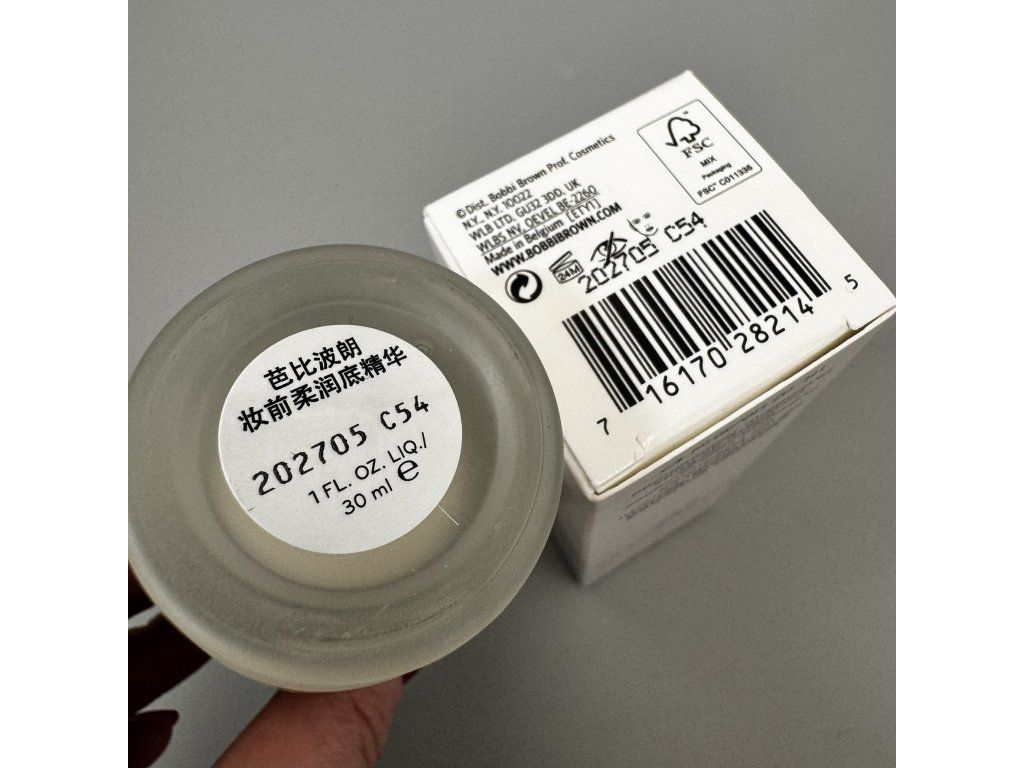 芭比波朗
妆前柔润底精华
202705 C54
1 FL. OZ. LIQ./
30 ml e
©Dist. Bobbi Brown Prof. Cosmetics
N.Y., N.Y. 10022
WLB LTD, GU32 3DD, UK
WLBS NV, OEVEL BE-2260
Made in Belgium [ETY1]
WWW.BOBBIBROWN.COM
24M
202705 C54
7 16170 28214 5
FSC
MIX
Packaging
FSC™ C011336